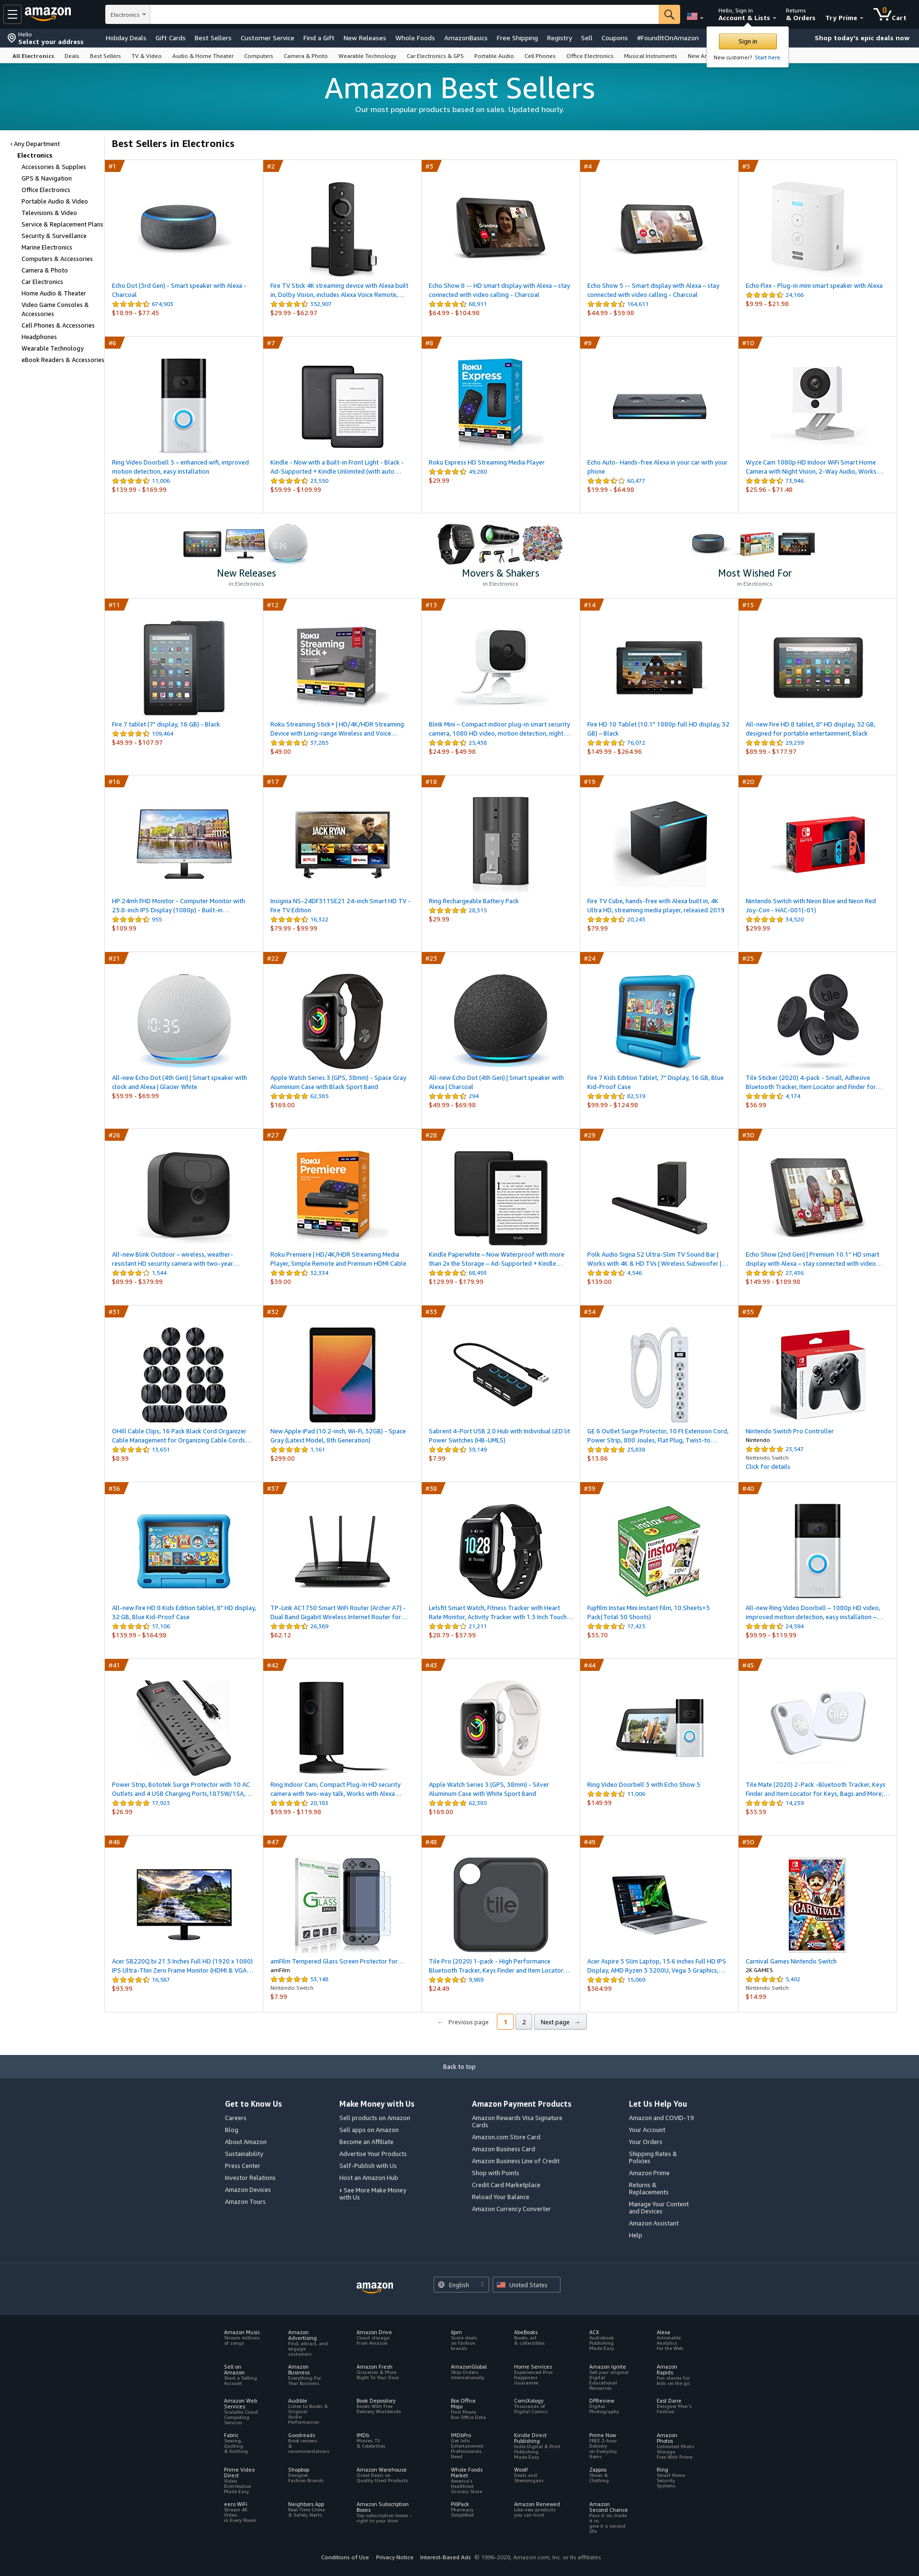 amazon
Electronics
Hello, Sign in
Account & Lists
Returns
& Orders
Try Prime
0
Cart
Hello
Select your address
Holiday Deals
Gift Cards
Best Sellers
Customer Service
Find a Gift
New Releases
Whole Foods
AmazonBasics
Free Shipping
Registry
Sell
Coupons
#FoundItOnAmazon
Shop today's epic deals now
Sign in
New customer? Start here.
All Electronics
Deals
Best Sellers
TV & Video
Audio & Home Theater
Computers
Camera & Photo
Wearable Technology
Car Electronics & GPS
Portable Audio
Cell Phones
Office Electronics
Musical Instruments
Amazon Best Sellers
Our most popular products based on sales. Updated hourly.
‹ Any Department
Electronics
Accessories & Supplies
GPS & Navigation
Office Electronics
Portable Audio & Video
Televisions & Video
Service & Replacement Plans
Security & Surveillance
Marine Electronics
Computers & Accessories
Camera & Photo
Car Electronics
Home Audio & Theater
Video Game Consoles &
Accessories
Cell Phones & Accessories
Headphones
Wearable Technology
eBook Readers & Accessories
Best Sellers in Electronics
#1
Echo Dot (3rd Gen) - Smart speaker with Alexa -
Charcoal
674,903
$18.99 - $77.45
#2
Fire TV Stick 4K streaming device with Alexa built
in, Dolby Vision, includes Alexa Voice Remote,…
352,907
$29.99 - $62.97
#3
Echo Show 8 -- HD smart display with Alexa – stay
connected with video calling - Charcoal
68,911
$64.99 - $104.98
#4
Echo Show 5 -- Smart display with Alexa – stay
connected with video calling - Charcoal
164,611
$44.99 - $59.98
#5
Echo Flex - Plug-in mini smart speaker with Alexa
24,166
$9.99 - $21.98
#6
Ring Video Doorbell 3 – enhanced wifi, improved
motion detection, easy installation
11,006
$139.99 - $169.99
#7
Kindle - Now with a Built-in Front Light - Black -
Ad-Supported + Kindle Unlimited (with auto…
23,550
$59.99 - $109.99
#8
Roku Express HD Streaming Media Player
49,280
$29.99
#9
Echo Auto- Hands-free Alexa in your car with your
phone
60,477
$19.99 - $64.98
#10
Wyze Cam 1080p HD Indoor WiFi Smart Home
Camera with Night Vision, 2-Way Audio, Works…
73,946
$25.96 - $71.48
New Releases
in Electronics
Movers & Shakers
in Electronics
Most Wished For
in Electronics
#11
Fire 7 tablet (7" display, 16 GB) - Black
109,464
$49.99 - $107.97
#12
Roku Streaming Stick+ | HD/4K/HDR Streaming
Device with Long-range Wireless and Voice…
37,285
$49.00
#13
Blink Mini – Compact indoor plug-in smart security
camera, 1080 HD video, motion detection, night…
25,438
$24.99 - $49.98
#14
Fire HD 10 Tablet (10.1" 1080p full HD display, 32
GB) – Black
76,072
$149.99 - $264.96
#15
All-new Fire HD 8 tablet, 8" HD display, 32 GB,
designed for portable entertainment, Black
29,259
$89.99 - $177.97
#16
HP 24mh FHD Monitor - Computer Monitor with
23.8-inch IPS Display (1080p) - Built-in…
955
$109.99
#17
Insignia NS-24DF311SE21 24-inch Smart HD TV -
Fire TV Edition
16,322
$79.99 - $99.99
#18
Ring Rechargeable Battery Pack
28,315
$29.99
#19
Fire TV Cube, hands-free with Alexa built in, 4K
Ultra HD, streaming media player, released 2019
20,243
$79.99
#20
Nintendo Switch with Neon Blue and Neon Red
Joy-Con - HAC-001(-01)
34,520
$299.99
#21
All-new Echo Dot (4th Gen) | Smart speaker with
clock and Alexa | Glacier White
$59.99 - $69.99
#22
Apple Watch Series 3 (GPS, 38mm) - Space Gray
Aluminium Case with Black Sport Band
62,385
$169.00
#23
All-new Echo Dot (4th Gen) | Smart speaker with
Alexa | Charcoal
294
$49.99 - $69.98
#24
Fire 7 Kids Edition Tablet, 7" Display, 16 GB, Blue
Kid-Proof Case
82,519
$99.99 - $124.98
#25
Tile Sticker (2020) 4-pack - Small, Adhesive
Bluetooth Tracker, Item Locator and Finder for…
4,174
$36.99
#26
All-new Blink Outdoor – wireless, weather-
resistant HD security camera with two-year…
1,544
$89.99 - $379.99
#27
Roku Premiere | HD/4K/HDR Streaming Media
Player, Simple Remote and Premium HDMI Cable
32,334
$39.00
#28
Kindle Paperwhite – Now Waterproof with more
than 2x the Storage – Ad-Supported + Kindle…
68,493
$129.99 - $179.99
#29
Polk Audio Signa S2 Ultra-Slim TV Sound Bar |
Works with 4K & HD TVs | Wireless Subwoofer |…
4,546
$139.00
#30
Echo Show (2nd Gen) | Premium 10.1" HD smart
display with Alexa – stay connected with video…
27,436
$149.99 - $189.98
#31
OHill Cable Clips, 16 Pack Black Cord Organizer
Cable Management for Organizing Cable Cords…
13,651
$8.99
#32
New Apple iPad (10.2-inch, Wi-Fi, 32GB) - Space
Gray (Latest Model, 8th Generation)
1,161
$299.00
#33
Sabrent 4-Port USB 2.0 Hub with Individual LED lit
Power Switches (HB-UMLS)
39,149
$7.99
#34
GE 6 Outlet Surge Protector, 10 Ft Extension Cord,
Power Strip, 800 Joules, Flat Plug, Twist-to…
25,838
$13.86
#35
Nintendo Switch Pro Controller
Nintendo
23,547
Nintendo Switch
Click for details
#36
All-new Fire HD 8 Kids Edition tablet, 8" HD display,
32 GB, Blue Kid-Proof Case
17,106
$139.99 - $164.98
#37
TP-Link AC1750 Smart WiFi Router (Archer A7) -
Dual Band Gigabit Wireless Internet Router for…
26,389
$62.12
#38
Letsfit Smart Watch, Fitness Tracker with Heart
Rate Monitor, Activity Tracker with 1.3 Inch Touch…
21,211
$28.79 - $37.99
#39
Fujifilm Instax Mini Instant Film, 10 Sheets×5
Pack(Total 50 Shoots)
17,425
$35.70
#40
All-new Ring Video Doorbell – 1080p HD video,
improved motion detection, easy installation –…
24,594
$99.99 - $119.99
#41
Power Strip, Bototek Surge Protector with 10 AC
Outlets and 4 USB Charging Ports,1875W/15A,…
17,923
$26.99
#42
Ring Indoor Cam, Compact Plug-In HD security
camera with two-way talk, Works with Alexa…
20,183
$59.99 - $119.98
#43
Apple Watch Series 3 (GPS, 38mm) - Silver
Aluminum Case with White Sport Band
62,385
$169.00
#44
Ring Video Doorbell 3 with Echo Show 5
11,006
$149.99
#45
Tile Mate (2020) 2-Pack -Bluetooth Tracker, Keys
Finder and Item Locator for Keys, Bags and More;…
14,239
$33.59
#46
Acer SB220Q bi 21.5 Inches Full HD (1920 x 1080)
IPS Ultra-Thin Zero Frame Monitor (HDMI & VGA…
16,587
$93.99
#47
amFilm Tempered Glass Screen Protector for…
amFilm
53,148
Nintendo Switch
$7.99
#48
Tile Pro (2020) 1-pack - High Performance
Bluetooth Tracker, Keys Finder and Item Locator…
9,989
$24.49
#49
Acer Aspire 5 Slim Laptop, 15.6 inches Full HD IPS
Display, AMD Ryzen 3 3200U, Vega 3 Graphics,…
15,069
$364.99
#50
Carnival Games Nintendo Switch
2K GAMES
5,402
Nintendo Switch
$14.99
← Previous page
1
2
Next page →
Back to top
Get to Know Us
Careers
Blog
About Amazon
Sustainability
Press Center
Investor Relations
Amazon Devices
Amazon Tours
Make Money with Us
Sell products on Amazon
Sell apps on Amazon
Become an Affiliate
Advertise Your Products
Self-Publish with Us
Host an Amazon Hub
› See More Make Money
with Us
Amazon Payment Products
Amazon Rewards Visa Signature
Cards
Amazon.com Store Card
Amazon Business Card
Amazon Business Line of Credit
Shop with Points
Credit Card Marketplace
Reload Your Balance
Amazon Currency Converter
Let Us Help You
Amazon and COVID-19
Your Account
Your Orders
Shipping Rates &
Policies
Amazon Prime
Returns &
Replacements
Manage Your Content
and Devices
Amazon Assistant
Help
amazon
English
United States
Amazon Music
Stream millions
of songs
Amazon
Advertising
Find, attract, and
engage
customers
Amazon Drive
Cloud storage
from Amazon
6pm
Score deals
on fashion
brands
AbeBooks
Books, art
& collectibles
ACX
Audiobook
Publishing
Made Easy
Alexa
Actionable
Analytics
for the Web
Sell on
Amazon
Start a Selling
Account
Amazon
Business
Everything For
Your Business
Amazon Fresh
Groceries & More
Right To Your Door
AmazonGlobal
Ship Orders
Internationally
Home Services
Experienced Pros
Happiness
Guarantee
Amazon Ignite
Sell your original
Digital
Educational
Resources
Amazon
Rapids
Fun stories for
kids on the go
Amazon Web
Services
Scalable Cloud
Computing
Services
Audible
Listen to Books &
Original
Audio
Performances
Book Depository
Books With Free
Delivery Worldwide
Box Office
Mojo
Find Movie
Box Office Data
ComiXology
Thousands of
Digital Comics
DPReview
Digital
Photography
East Dane
Designer Men's
Fashion
Fabric
Sewing,
Quilting
& Knitting
Goodreads
Book reviews
&
recommendations
IMDb
Movies, TV
& Celebrities
IMDbPro
Get Info
Entertainment
Professionals
Need
Kindle Direct
Publishing
Indie Digital & Print
Publishing
Made Easy
Prime Now
FREE 2-hour
Delivery
on Everyday
Items
Amazon
Photos
Unlimited Photo
Storage
Free With Prime
Prime Video
Direct
Video
Distribution
Made Easy
Shopbop
Designer
Fashion Brands
Amazon Warehouse
Great Deals on
Quality Used Products
Whole Foods
Market
America's
Healthiest
Grocery Store
Woot!
Deals and
Shenanigans
Zappos
Shoes &
Clothing
Ring
Smart Home
Security
Systems
eero WiFi
Stream 4K
Video
in Every Room
Neighbors App
Real-Time Crime
& Safety Alerts
Amazon Subscription
Boxes
Top subscription boxes –
right to your door
PillPack
Pharmacy
Simplified
Amazon Renewed
Like-new products
you can trust
Amazon
Second Chance
Pass it on, trade
it in,
give it a second
life
Conditions of Use
Privacy Notice
Interest-Based Ads
© 1996-2020, Amazon.com, Inc. or its affiliates